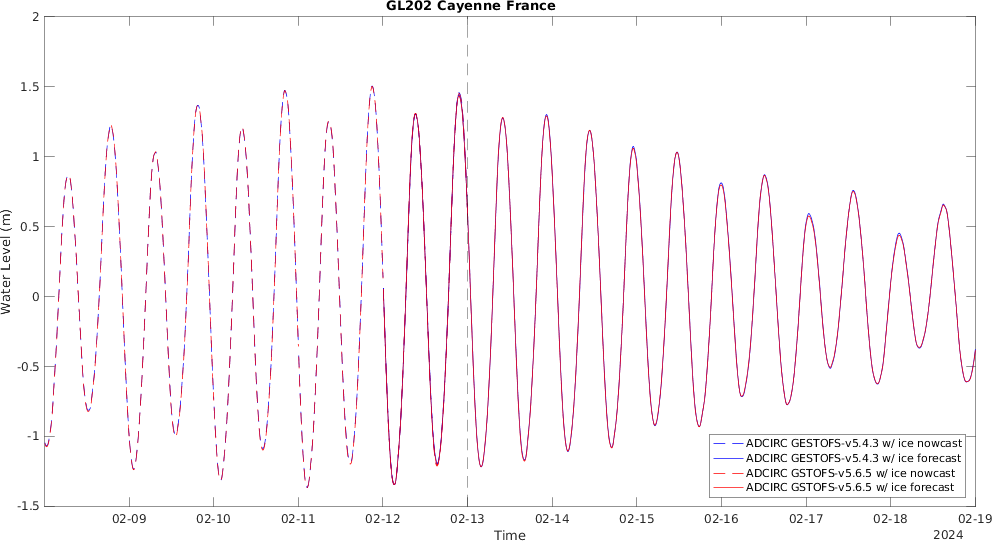 GL202 Cayenne France
2
1.5
1
0.5
0
-0.5
-1
-1.5
Water Level (m)
ADCIRC GESTOFS-v5.4.3 w/ ice nowcast
ADCIRC GESTOFS-v5.4.3 w/ ice forecast
ADCIRC GSTOFS-v5.6.5 w/ ice nowcast
ADCIRC GSTOFS-v5.6.5 w/ ice forecast
02-09 02-10 02-11 02-12 02-13 02-14 02-15 02-16 02-17 02-18 02-19
Time
2024